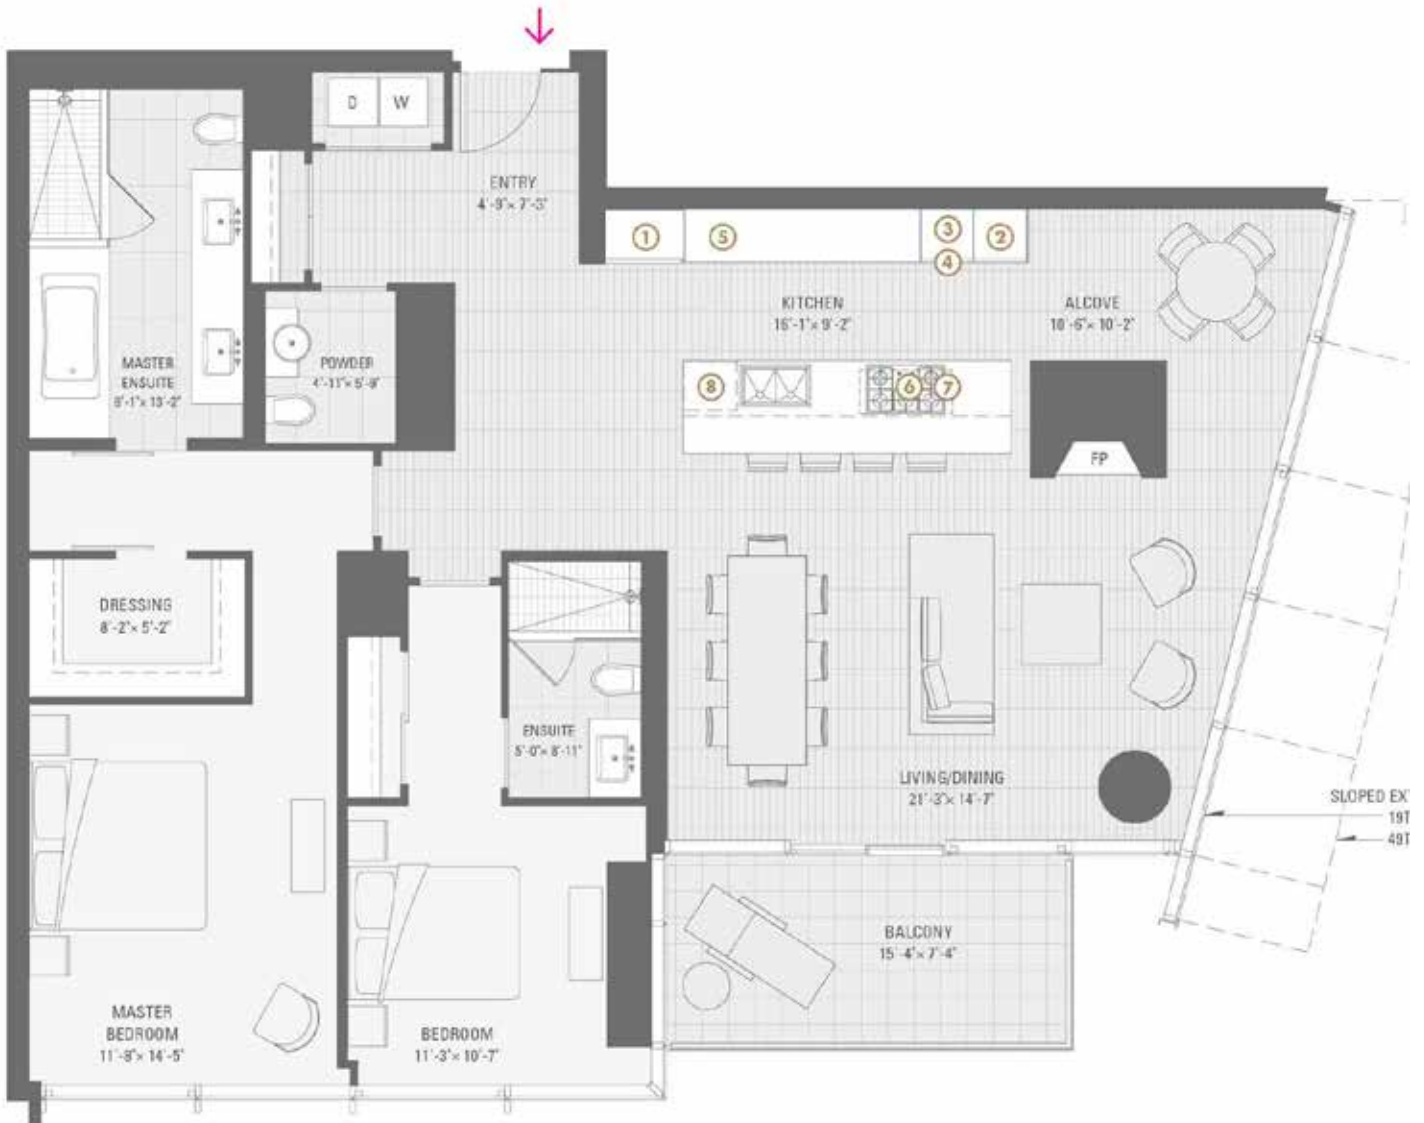 D W
ENTRY
4'-9" × 7'-3"
1
5
3
2
4
KITCHEN
16'-1" × 9'-2"
ALCOVE
10'-6" × 10'-2"
MASTER
ENSUITE
8'-1" × 13'-2"
POWDER
4'-11" × 5'-9"
8
6
7
FP
DRESSING
8'-2" × 5'-2"
ENSUITE
5'-0" × 8'-11"
LIVING/DINING
21'-3" × 14'-7"
SLOPED EXT
19T
49T
BALCONY
15'-4" × 7'-4"
MASTER
BEDROOM
11'-9" × 14'-5"
BEDROOM
11'-3" × 10'-7"